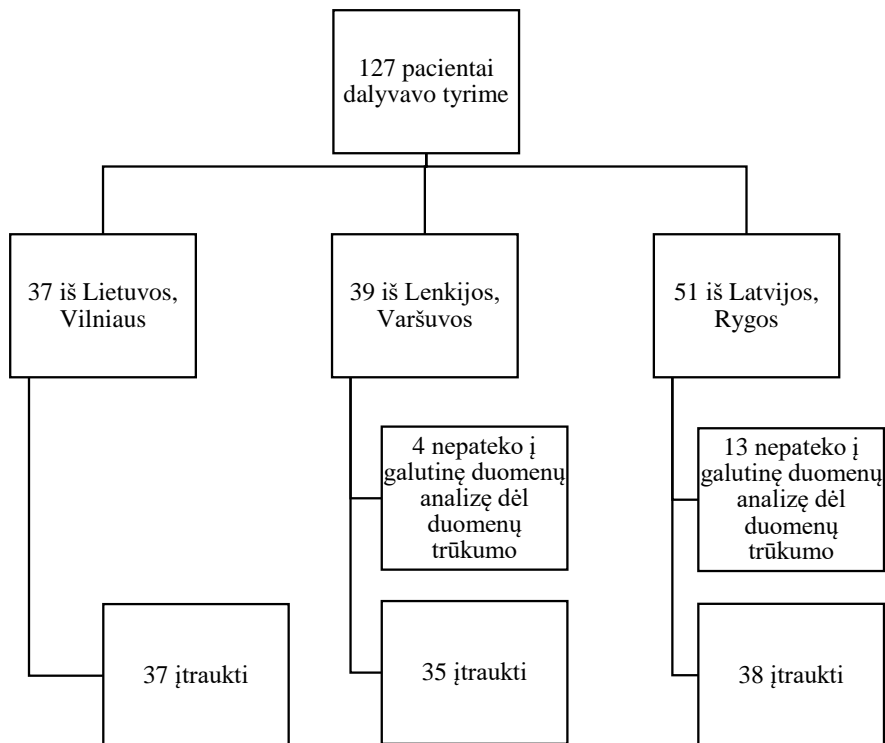 127 pacientai
dalyvavo tyrime
37 iš Lietuvos,
Vilniaus
39 iš Lenkijos,
Varšuvos
51 iš Latvijos,
Rygos
4 nepateko į
galutinę duomenų
analizę dėl
duomenų
trūkumo
13 nepateko į
galutinę duomenų
analizę dėl
duomenų
trūkumo
37 įtraukti
35 įtraukti
38 įtraukti